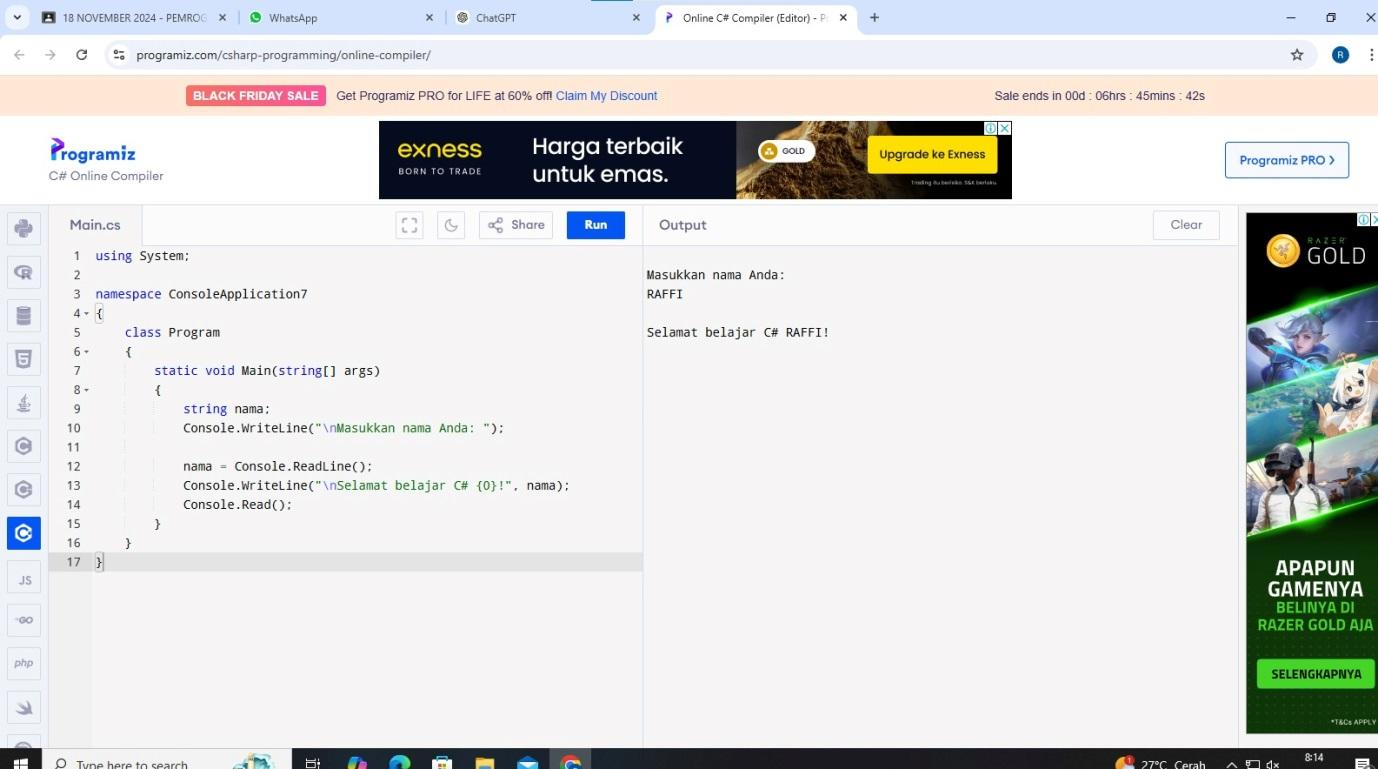 18 NOVEMBER 2024 - PEMROG
WhatsApp
ChatGPT
Online C# Compiler (Editor) - P
programiz.com/csharp-programming/online-compiler/
R
BLACK FRIDAY SALE Get Programiz PRO for LIFE at 60% off! Claim My Discount
Sale ends in 00d : 06hrs : 45mins : 42s
Programiz
C# Online Compiler
exness
BORN TO TRADE
Harga terbaik
untuk emas.
GOLD
Upgrade ke Exness
Trading itu berisiko. S&K berlaku.
Programiz PRO >
Main.cs
Share
Run
Output
Clear
1 using System;
2
3 namespace ConsoleApplication7
4 {
5 class Program
6 {
7 static void Main(string[] args)
8 {
9 string nama;
10 Console.WriteLine("\nMasukkan nama Anda: ");
11
12 nama = Console.ReadLine();
13 Console.WriteLine("\nSelamat belajar C# {0}!", nama);
14 Console.Read();
15 }
16 }
17 }
Masukkan nama Anda:
RAFFI
Selamat belajar C# RAFFI!
JS
GO
php
RAZER
GOLD
APAPUN
GAMENYA
BELINYA DI
RAZER GOLD AJA
SELENGKAPNYA
*T&Cs APPLY
Type here to search
1
27°C Cerah
8:14